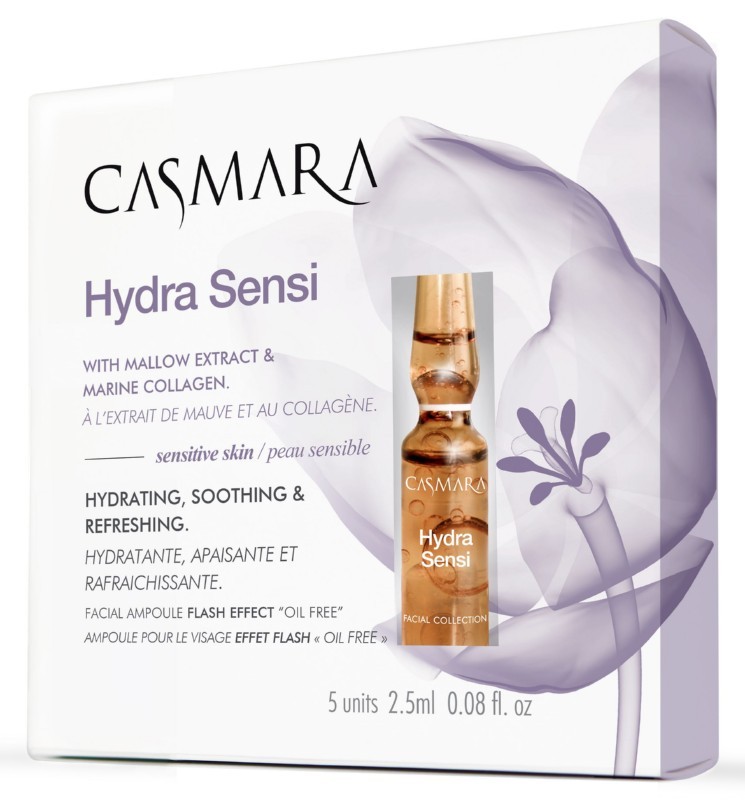 CASMARA
Hydra Sensi
WITH MALLOW EXTRACT &
MARINE COLLAGEN.
À L'EXTRAIT DE MAUVE ET AU COLLAGÈNE.
sensitive skin / peau sensible
HYDRATING, SOOTHING &
REFRESHING.
HYDRATANTE, APAISANTE ET
RAFRAICHISSANTE.
FACIAL AMPOULE FLASH EFFECT "OIL FREE"
AMPOULE POUR LE VISAGE EFFET FLASH « OIL FREE »
CASMARA
Hydra
Sensi
FACIAL COLLECTION
5 units 2.5ml 0.08 fl. oz